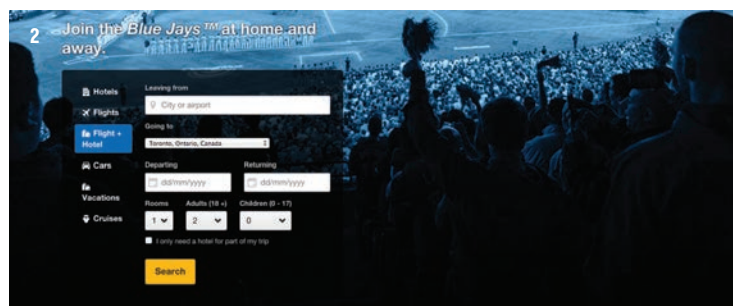 2
Join the Blue Jays™ at home and
away.
Hotels
Flights
Flight +
Hotel
Cars
Vacations
Cruises
Leaving from
City or airport
Going to
Toronto, Ontario, Canada
Departing Returning
dd/mm/yyyy dd/mm/yyyy
Rooms Adults (18 +) Children (0 - 17)
1 2 0
I only need a hotel for part of my trip
Search